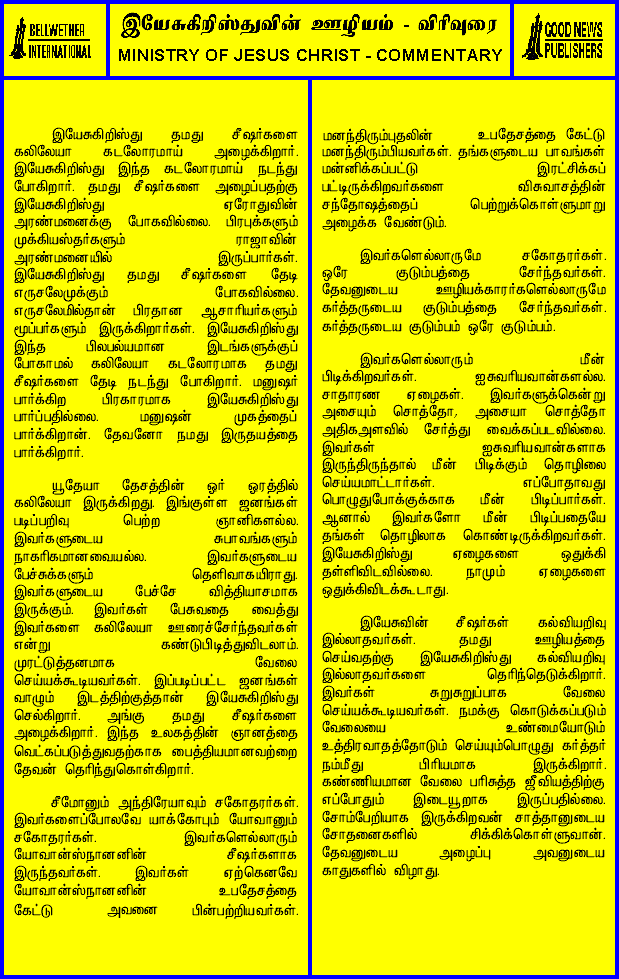 BELLWETHER
INTERNATIONAL
இயேசுகிறிஸ்துவின் ஊழியம் - விரிவுரை
MINISTRY OF JESUS CHRIST - COMMENTARY
GOOD NEWS
PUBLISHERS
இயேசுகிறிஸ்து தமது சீஷர்களை
கலிலேயா கடலோரமாய் அழைக்கிறார்.
இயேசுகிறிஸ்து இந்த கடலோரமாய் நடந்து
போகிறார். தமது சீஷர்களை அழைப்பதற்கு
இயேசுகிறிஸ்து ஏரோதுவின்
அரண்மனைக்கு போகவில்லை. பிரபுக்களும்
முக்கியஸ்தர்களும் ராஜாவின்
அரண்மனையில் இருப்பார்கள்.
இயேசுகிறிஸ்து தமது சீஷர்களை தேடி
எருசலேமுக்கும் போகவில்லை.
எருசலேமில்தான் பிரதான ஆசாரியர்களும்
மூப்பர்களும் இருக்கிறார்கள். இயேசுகிறிஸ்து
இந்த பிலபல்யமான இடங்களுக்குப்
போகாமல் கலிலேயா கடலோரமாக தமது
சீஷர்களை தேடி நடந்து போகிறார். மனுஷர்
பார்க்கிற பிரகாரமாக இயேசுகிறிஸ்து
பார்ப்பதில்லை. மனுஷன் முகத்தைப்
பார்க்கிறான். தேவனோ நமது இருதயத்தை
பார்க்கிறார்.
யூதேயா தேசத்தின் ஓர் ஓரத்தில்
கலிலேயா இருக்கிறது. இங்குள்ள ஜனங்கள்
படிப்பறிவு பெற்ற ஞானிகளல்ல.
இவர்களுடைய சுபாவங்களும்
நாகரிகமானவையல்ல. இவர்களுடைய
பேச்சுக்களும் தெளிவாகயிராது.
இவர்களுடைய பேச்சே வித்தியாசமாக
இருக்கும். இவர்கள் பேசுவதை வைத்து
இவர்களை கலிலேயா ஊரைச்சேர்ந்தவர்கள்
என்று கண்டுபிடித்துவிடலாம்.
முரட்டுத்தனமாக வேலை
செய்யக்கூடியவர்கள். இப்படிப்பட்ட ஜனங்கள்
வாழும் இடத்திற்குத்தான் இயேசுகிறிஸ்து
செல்கிறார். அங்கு தமது சீஷர்களை
அழைக்கிறார். இந்த உலகத்தின் ஞானத்தை
வெட்கப்படுத்துவதற்காக பைத்தியமானவற்றை
தேவன் தெரிந்துகொள்கிறார்.
சீமோனும் அந்திரேயாவும் சகோதரர்கள்.
இவர்களைப்போலவே யாக்கோபும் யோவானும்
சகோதரர்கள். இவர்களெல்லாரும்
யோவான்ஸ்நானனின் சீஷர்களாக
இருந்தவர்கள். இவர்கள் ஏற்கெனவே
யோவான்ஸ்நானனின் உபதேசத்தை
கேட்டு அவனை பின்பற்றியவர்கள்.
மனந்திரும்புதலின் உபதேசத்தை கேட்டு
மனந்திரும்பியவர்கள். தங்களுடைய பாவங்கள்
மன்னிக்கப்பட்டு இரட்சிக்கப்
பட்டிருக்கிறவர்களை விசுவாசத்தின்
சந்தோஷத்தைப் பெற்றுக்கொள்ளுமாறு
அழைக்க வேண்டும்.
இவர்களெல்லாருமே சகோதரர்கள்.
ஒரே குடும்பத்தை சேர்ந்தவர்கள்.
தேவனுடைய ஊழியக்காரர்களெல்லாருமே
கர்த்தருடைய குடும்பத்தை சேர்ந்தவர்கள்.
கர்த்தருடைய குடும்பம் ஒரே குடும்பம்.
இவர்களெல்லாரும் மீன்
பிடிக்கிறவர்கள். ஐசுவரியவான்களல்ல.
சாதாரண ஏழைகள். இவர்களுக்கென்று
அசையும் சொத்தோ, அசையா சொத்தோ
அதிகஅளவில் சேர்த்து வைக்கப்படவில்லை.
இவர்கள் ஐசுவரியவான்களாக
இருந்திருந்தால் மீன் பிடிக்கும் தொழிலை
செய்யமாட்டார்கள். எப்போதாவது
பொழுதுபோக்குக்காக மீன் பிடிப்பார்கள்.
ஆனால் இவர்களோ மீன் பிடிப்பதையே
தங்கள் தொழிலாக கொண்டிருக்கிறவர்கள்.
இயேசுகிறிஸ்து ஏழைகளை ஒதுக்கி
தள்ளிவிடவில்லை. நாமும் ஏழைகளை
ஒதுக்கிவிடக்கூடாது.
இயேசுவின் சீஷர்கள் கல்வியறிவு
இல்லாதவர்கள். தமது ஊழியத்தை
செய்வதற்கு இயேசுகிறிஸ்து கல்வியறிவு
இல்லாதவர்களை தெரிந்தெடுக்கிறார்.
இவர்கள் சுறுசுறுப்பாக வேலை
செய்யக்கூடியவர்கள். நமக்கு கொடுக்கப்படும்
வேலையை உண்மையோடும்
உத்திரவாதத்தோடும் செய்யும்பொழுது கர்த்தர்
நம்மீது பிரியமாக இருக்கிறார்.
கண்ணியமான வேலை பரிசுத்த ஜீவியத்திற்கு
எப்போதும் இடையூறாக இருப்பதில்லை.
சோம்பேறியாக இருக்கிறவன் சாத்தானுடைய
சோதனைகளில் சிக்கிக்கொள்ளுவான்.
தேவனுடைய அழைப்பு அவனுடைய
காதுகளில் விழாது.